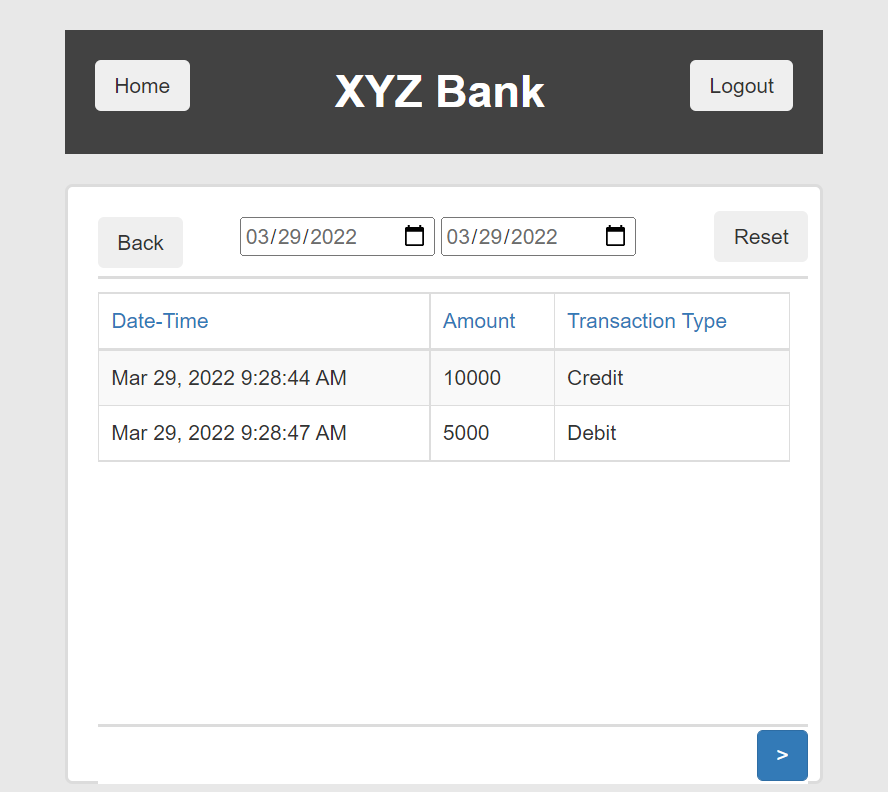 Home XYZ Bank Logout
Back 03/29/2022 03/29/2022 Reset
Date-Time Amount Transaction Type
Mar 29, 2022 9:28:44 AM 10000 Credit
Mar 29, 2022 9:28:47 AM 5000 Debit
>